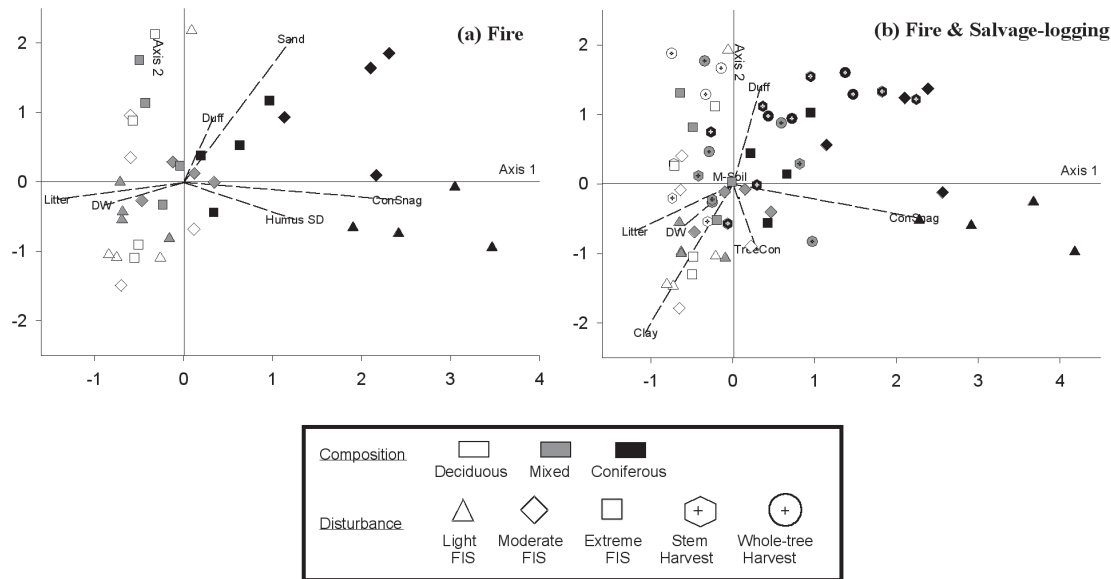 (a) Fire
2
1
0
-1
-2
-1 0 1 2 3 4
Axis 2
Axis 1
Sand
Duff
Litter
DW
ConSnag
Humus SD
(b) Fire & Salvage-logging
2
1
0
-1
-2
-1 0 1 2 3 4
Axis 2
Axis 1
Duff
M-Soil
Litter
DW
TreeCon
ConSnag
Clay
Composition
Deciduous Mixed Coniferous
Disturbance
Light Moderate Extreme Stem Whole-tree
FIS FIS FIS Harvest Harvest